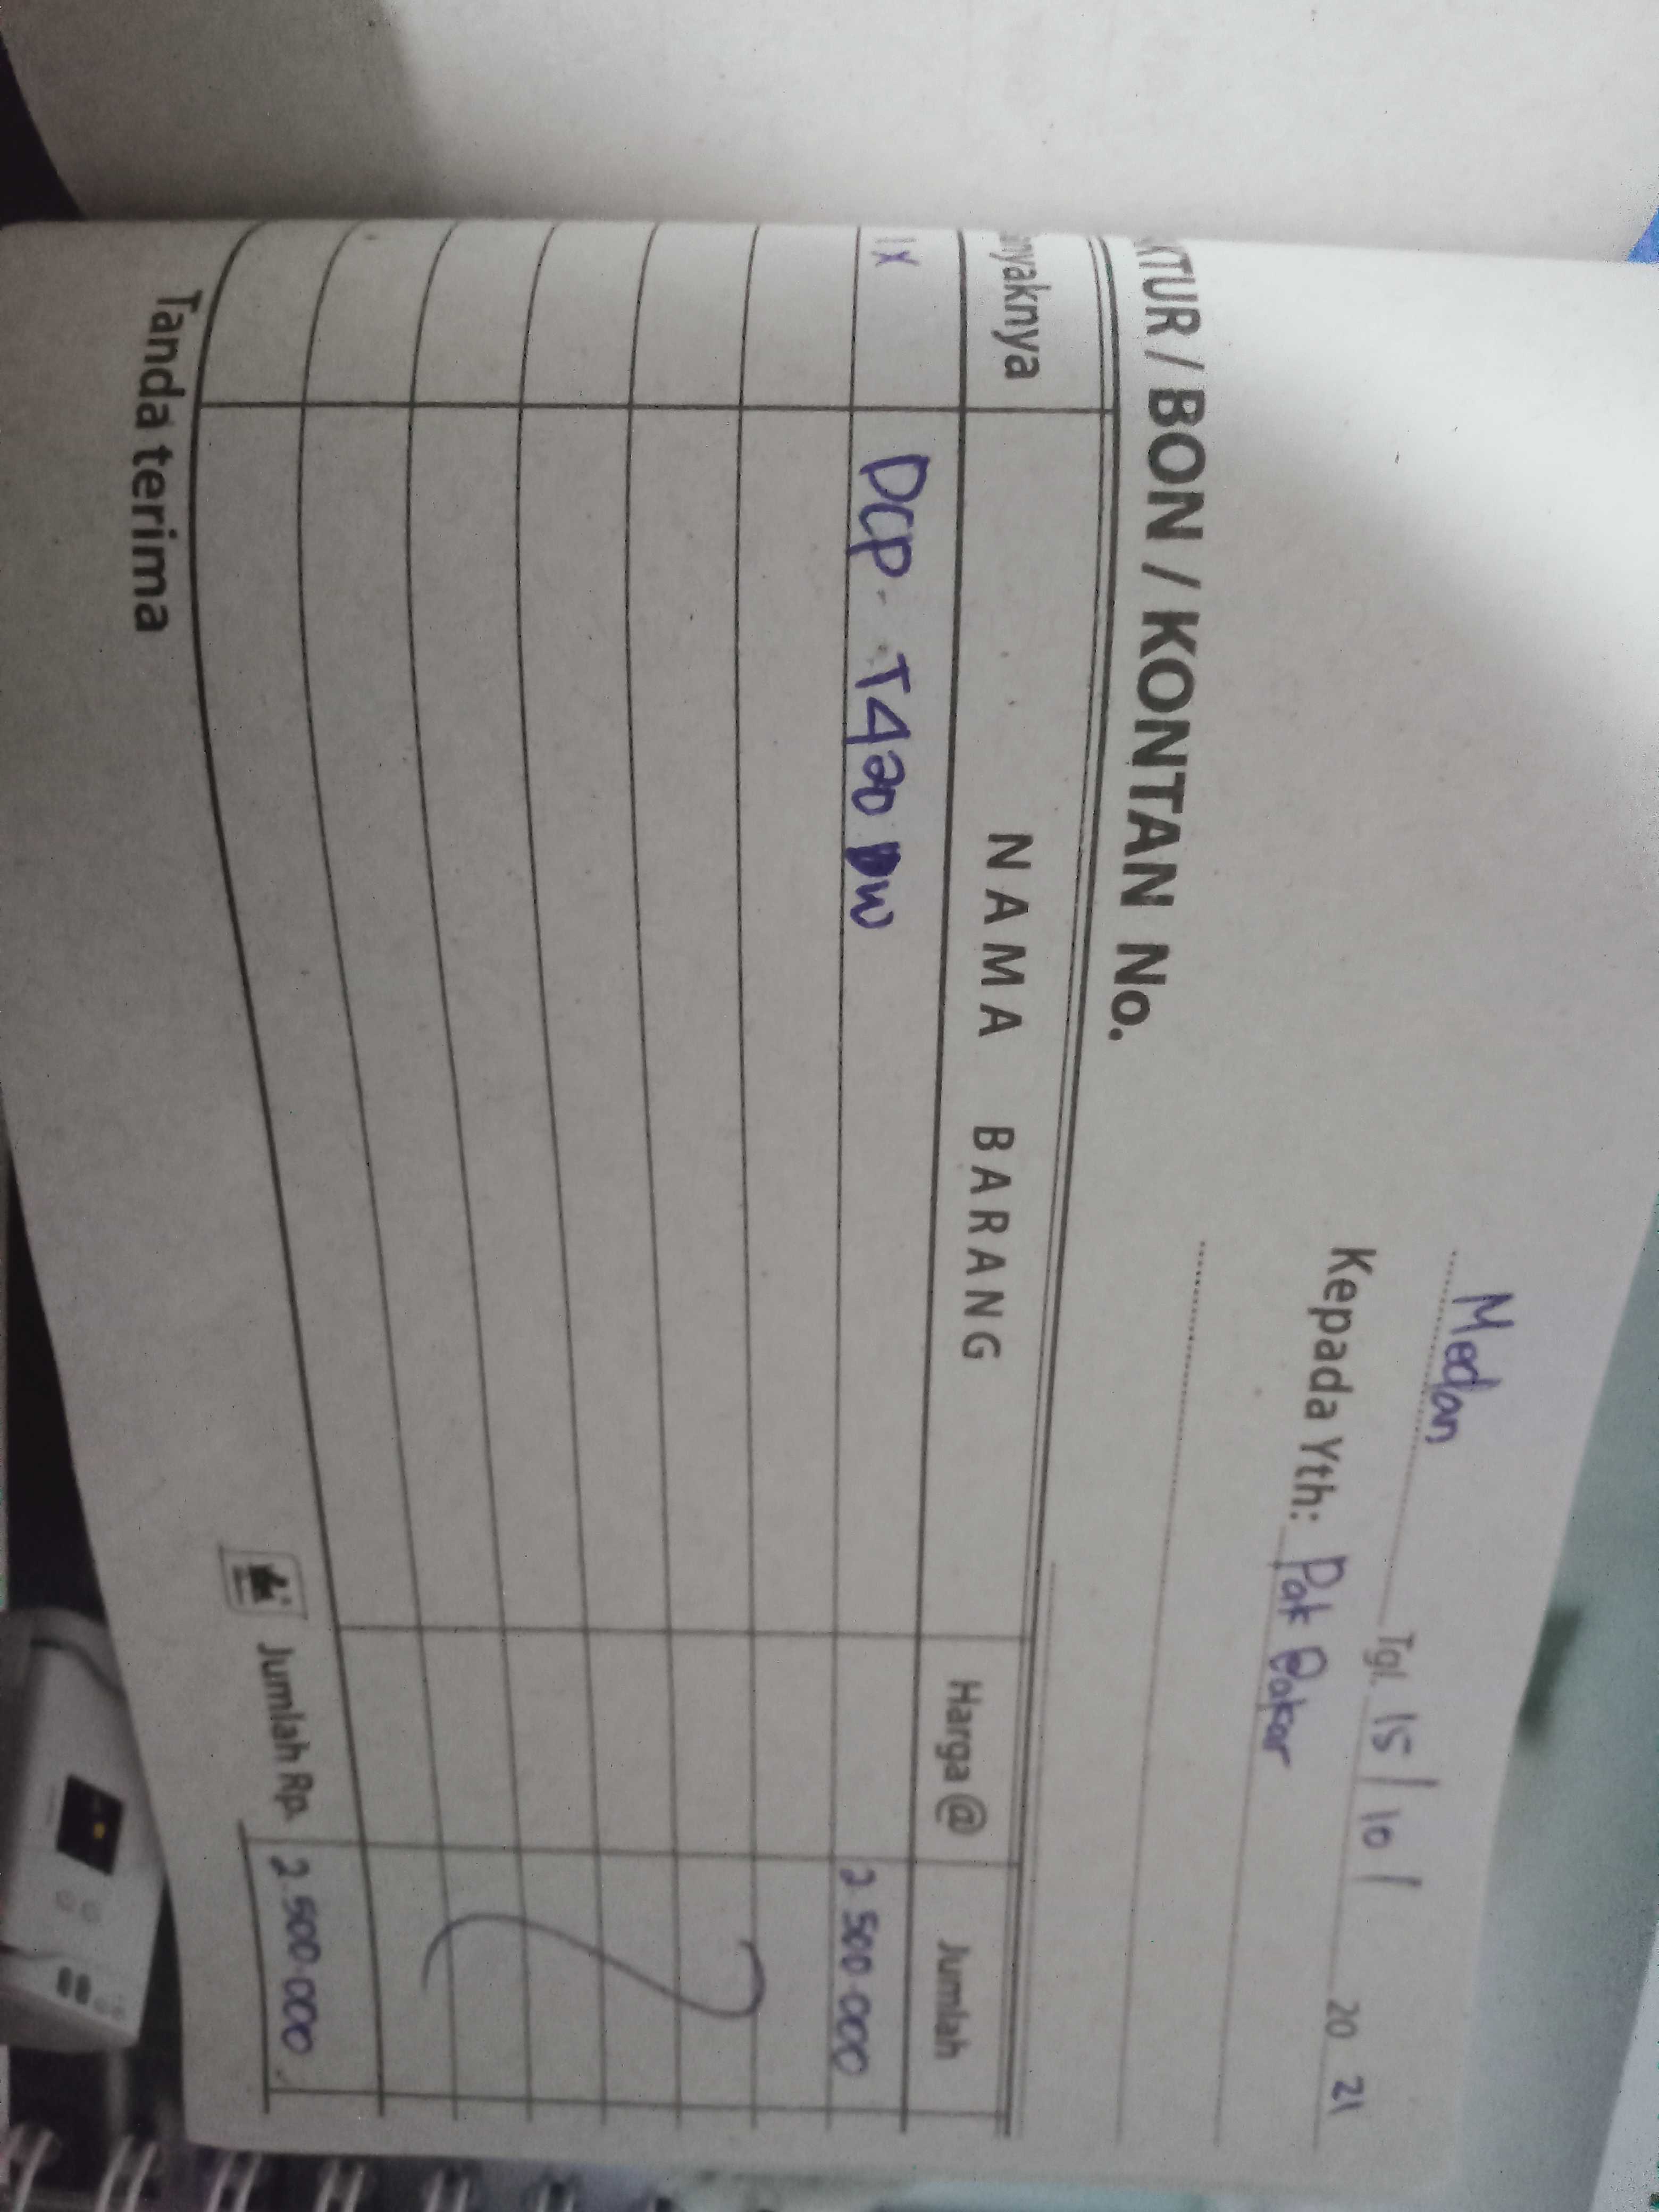 Medan Tgl. 15 / 10 / 20 21
Kepada Yth: Pak Bakar
KTUR / BON / KONTAN No.
nyaknya NAMA BARANG Harga @ Jumlah
1x DCP - T420 DW 2.500.000
Jumlah Rp. 2.500.000
Tanda terima